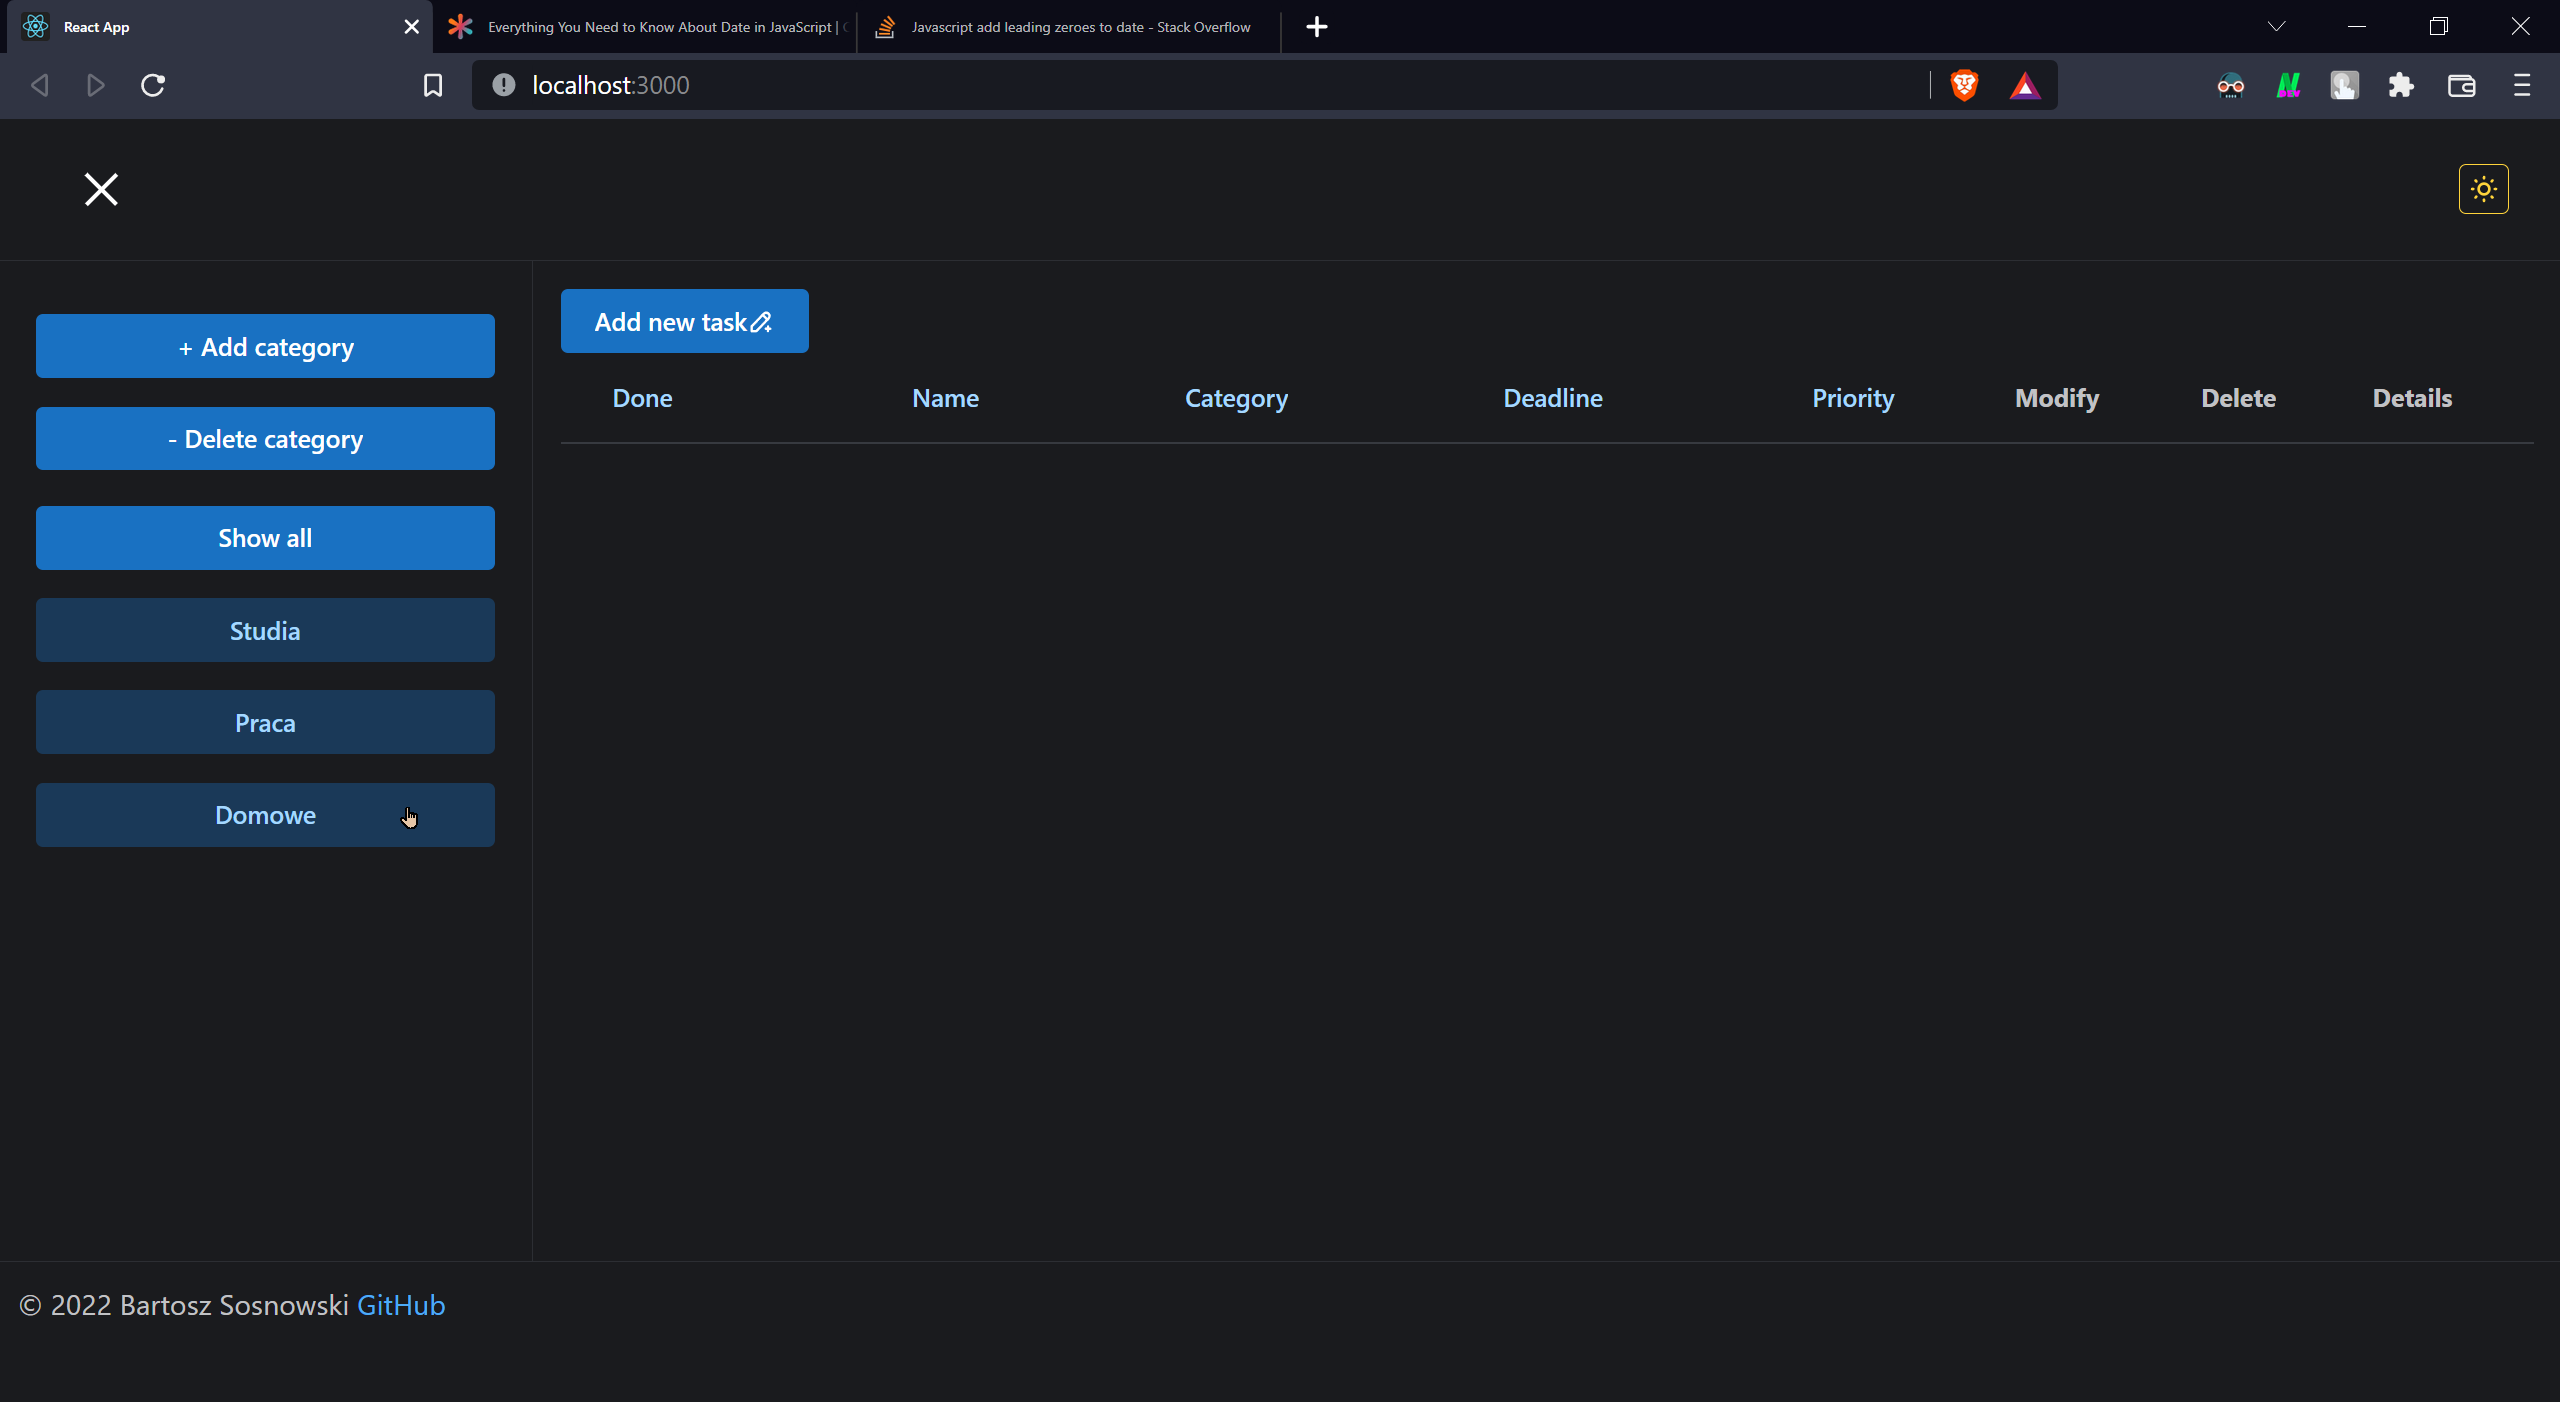 React App
Everything You Need to Know About Date in JavaScript |
Javascript add leading zeroes to date - Stack Overflow
localhost:3000
+ Add category
- Delete category
Show all
Studia
Praca
Domowe
Add new task
Done Name Category Deadline Priority Modify Delete Details
© 2022 Bartosz Sosnowski GitHub